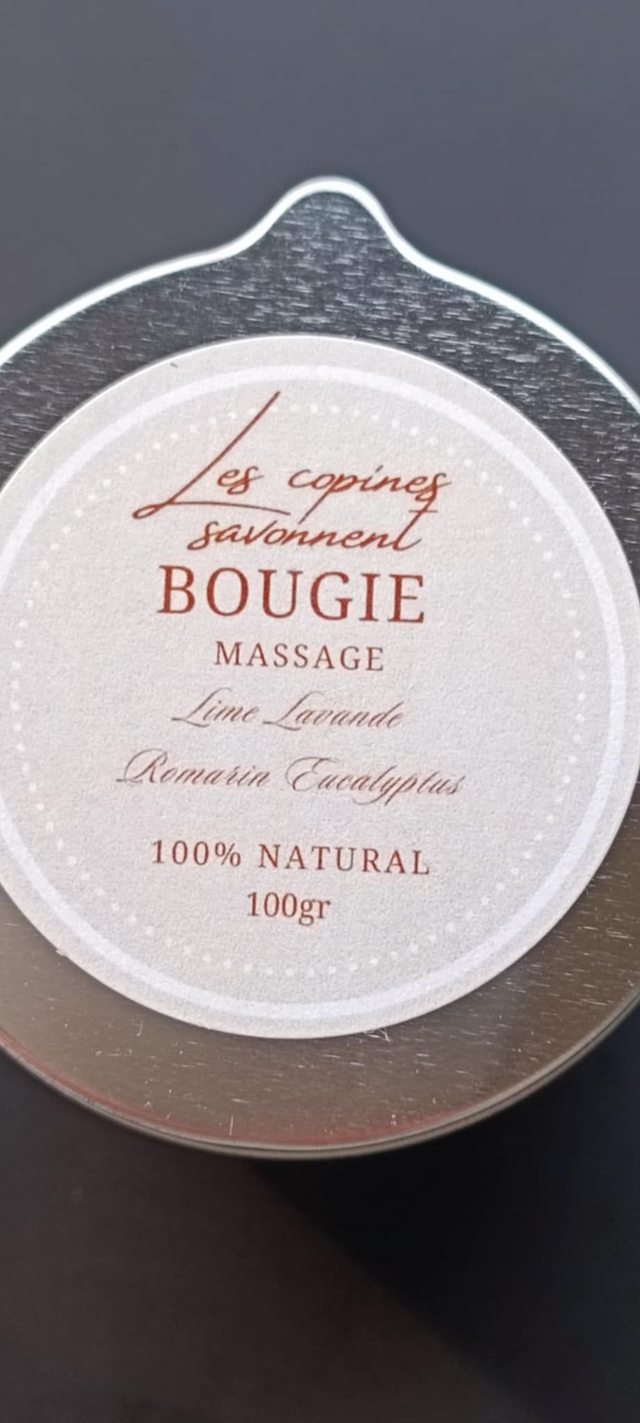 Les copines
savonnent
BOUGIE
MASSAGE
Lime Lavande
Romarin Eucalyptus
100% NATURAL
100gr